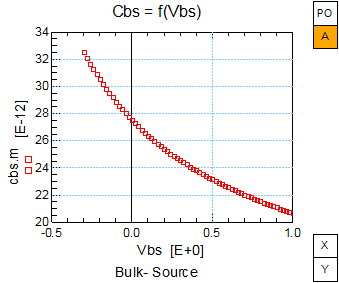 Cbs = f(Vbs)
PO
A
34
32
30
28
26
24
22
20
cbs.m [E-12]
-0.5
0.0
0.5
1.0
Vbs [E+0]
Bulk- Source
X
Y